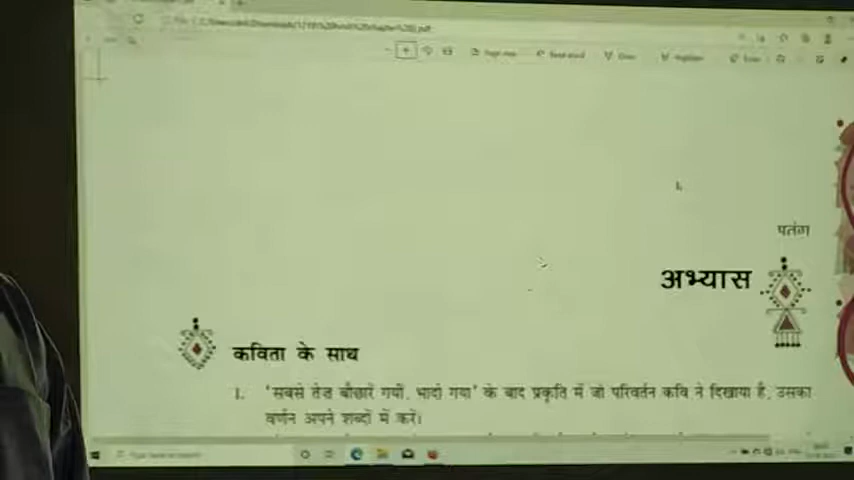 पतंग
अभ्यास
कविता के साथ
1. 'सबसे तेज़ बौछारें गयीं, भादो गया' के बाद प्रकृति में जो परिवर्तन कवि ने दिखाया है, उसका
वर्णन अपने शब्दों में करें।